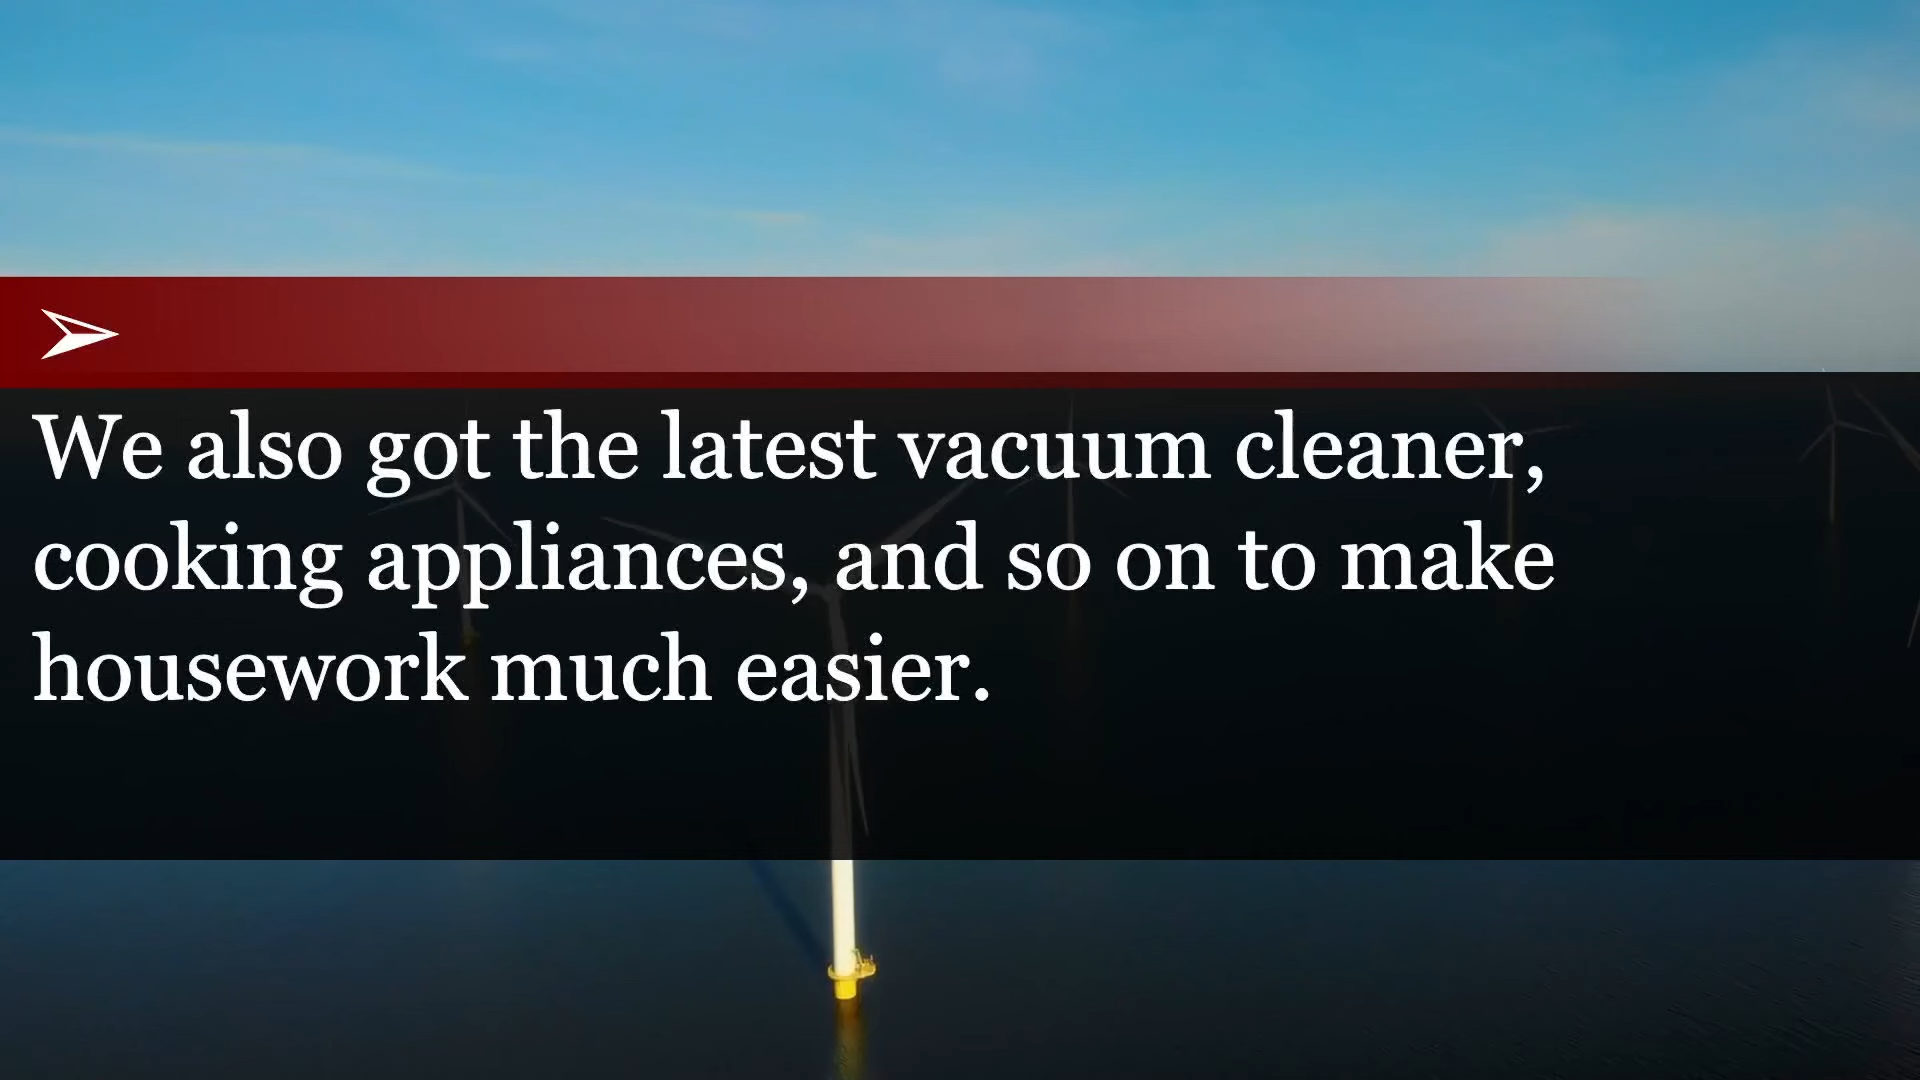 We also got the latest vacuum cleaner,
cooking appliances, and so on to make
housework much easier.